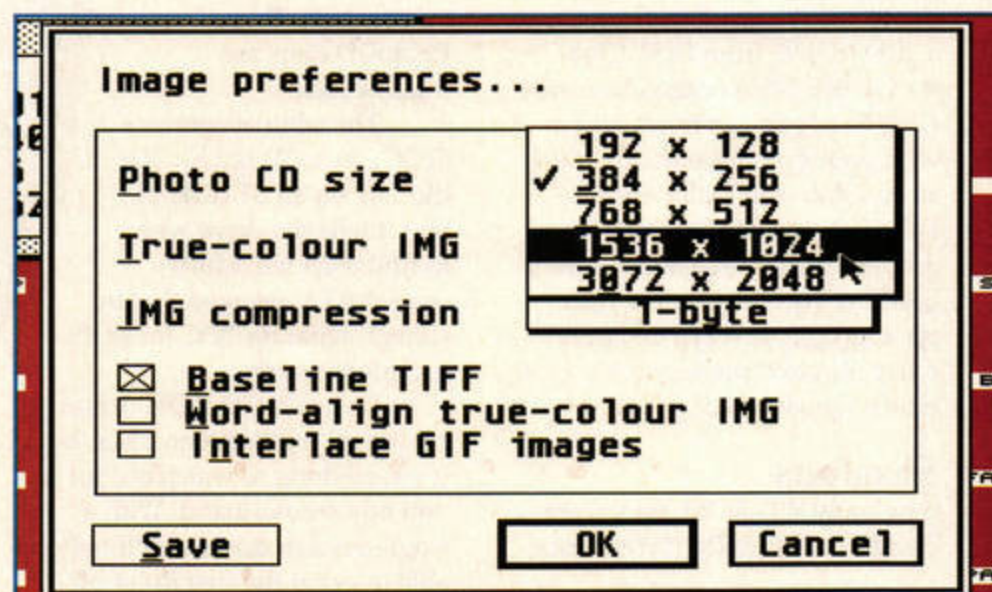 Image preferences...
192 x 128
Photo CD size ✓ 384 x 256
768 x 512
True-colour IMG 1536 x 1024
3072 x 2048
IMG compression 1-byte
Baseline TIFF
Word-align true-colour IMG
Interlace GIF images
Save OK Cancel